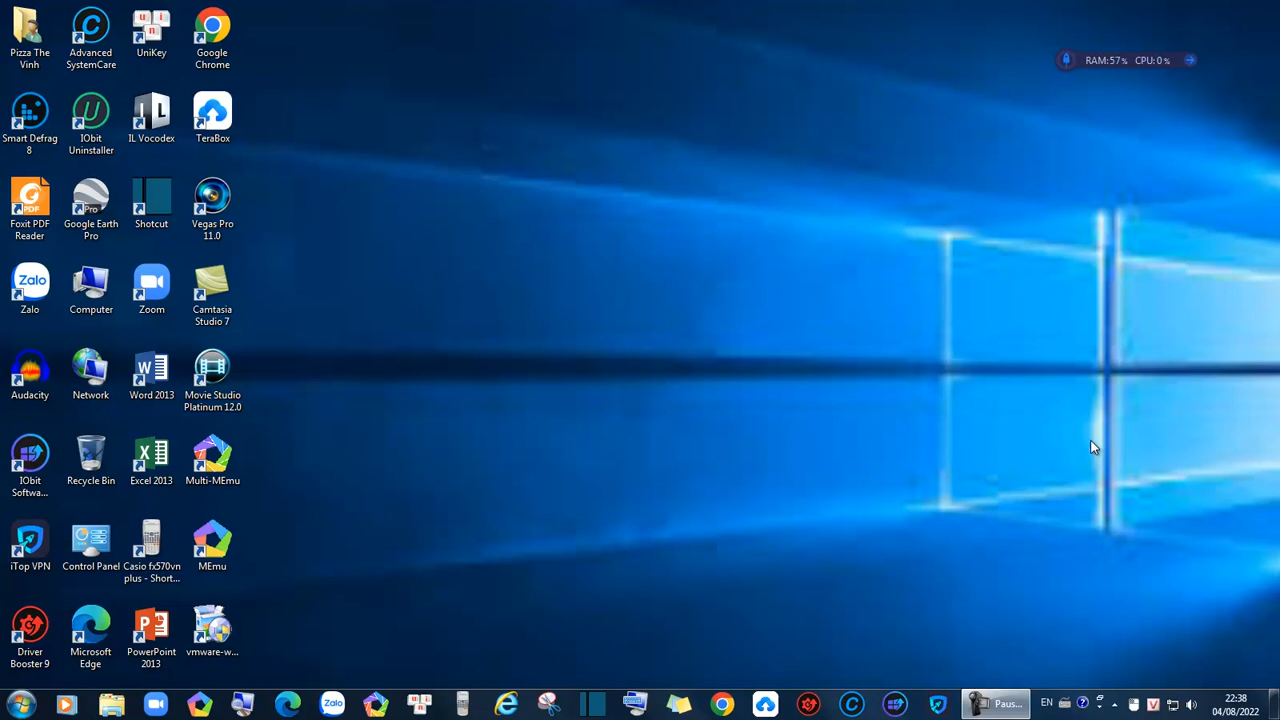 Pizza The
Vinh
Advanced
SystemCare
UniKey
Google
Chrome
RAM:57% CPU:0%
Smart Defrag
8
IObit
Uninstaller
IL Vocodex
TeraBox
Foxit PDF
Reader
Google Earth
Pro
Shotcut
Vegas Pro
11.0
Zalo
Computer
Zoom
Camtasia
Studio 7
Audacity
Network
Word 2013
Movie Studio
Platinum 12.0
IObit
Softwa...
Recycle Bin
Excel 2013
Multi-MEmu
iTop VPN
Control Panel
Casio fx570vn
plus - Short...
MEmu
Driver
Booster 9
Microsoft
Edge
PowerPoint
2013
vmware-w...
Paus...
EN
22:38
04/08/2022